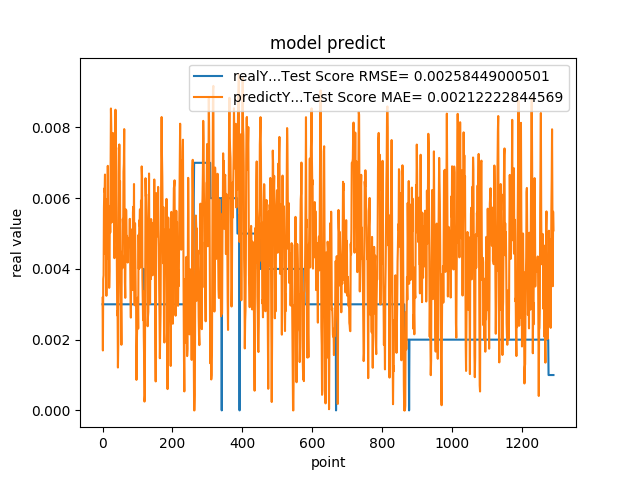 model predict
realY...Test Score RMSE= 0.00258449000501
predictY...Test Score MAE= 0.00212222844569
0.008
0.006
0.004
0.002
0.000
real value
0 200 400 600 800 1000 1200
point